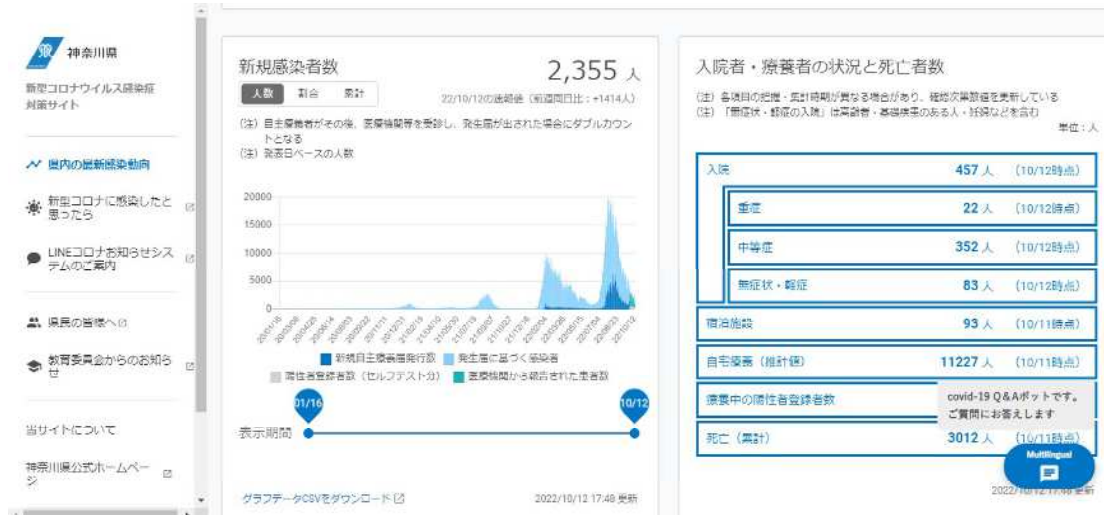 神奈川県
新型コロナウイルス感染症
対策サイト
県内の最新感染動向
新型コロナに感染したと
思ったら
LINEコロナお知らせシス
テムのご案内
県民の皆様へ
教育委員会からのお知ら
せ
当サイトについて
神奈川県公式ホームペー
ジ
新規感染者数
2,355 人
人数 割合 累計
22/10/12の速報値（前週同日比：+1414人）
（注）自主療養者がその後、医療機関等を受診し、発生届が出された場合にダブルカウン
トとなる
（注）発表日ベースの人数
20000
15000
10000
5000
0
新規自主療養届発行数 発生届に基づく感染者
陽性者登録者数（セルフテスト分） 医療機関から報告された患者数
01/16 10/12
表示期間
グラフデータCSVをダウンロード
2022/10/12 17:48 更新
入院者・療養者の状況と死亡者数
（注）各項目の把握・集計時期が異なる場合があり、確認次第数値を更新している
（注）「無症状・軽症の入院」は高齢者・基礎疾患のある人・妊婦などを含む
単位：人
入院 457 人 （10/12時点）
重症 22 人 （10/12時点）
中等症 352 人 （10/12時点）
無症状・軽症 83 人 （10/12時点）
宿泊施設 93 人 （10/11時点）
自宅療養（推計値） 11227 人 （10/11時点）
療養中の陽性者登録者数
covid-19 Q&Aボットです。
ご質問にお答えします
死亡（累計） 3012 人 （10/11時点）
Multilingual
2022/10/12 17:48 更新